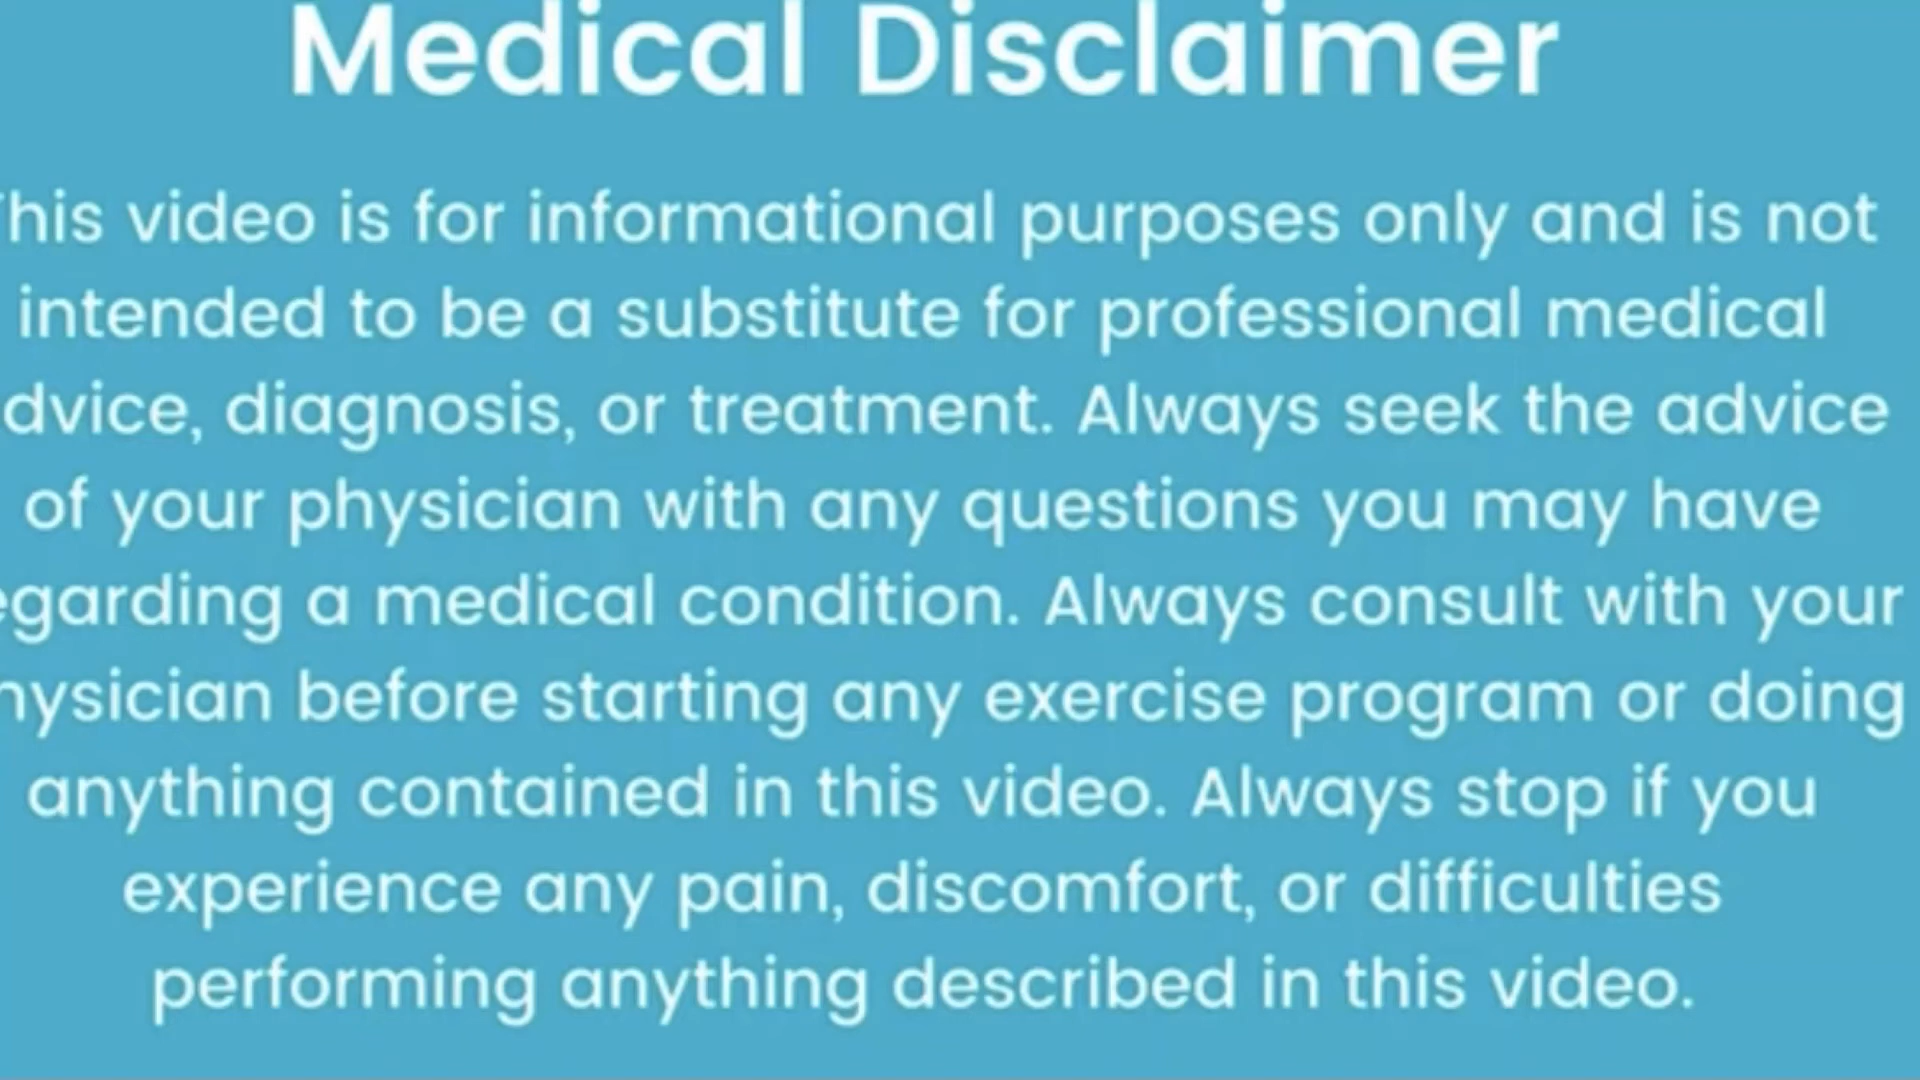 Medical Disclaimer
This video is for informational purposes only and is not
intended to be a substitute for professional medical
dvice, diagnosis, or treatment. Always seek the advice
of your physician with any questions you may have
egarding a medical condition. Always consult with your
hysician before starting any exercise program or doing
anything contained in this video. Always stop if you
experience any pain, discomfort, or difficulties
performing anything described in this video.